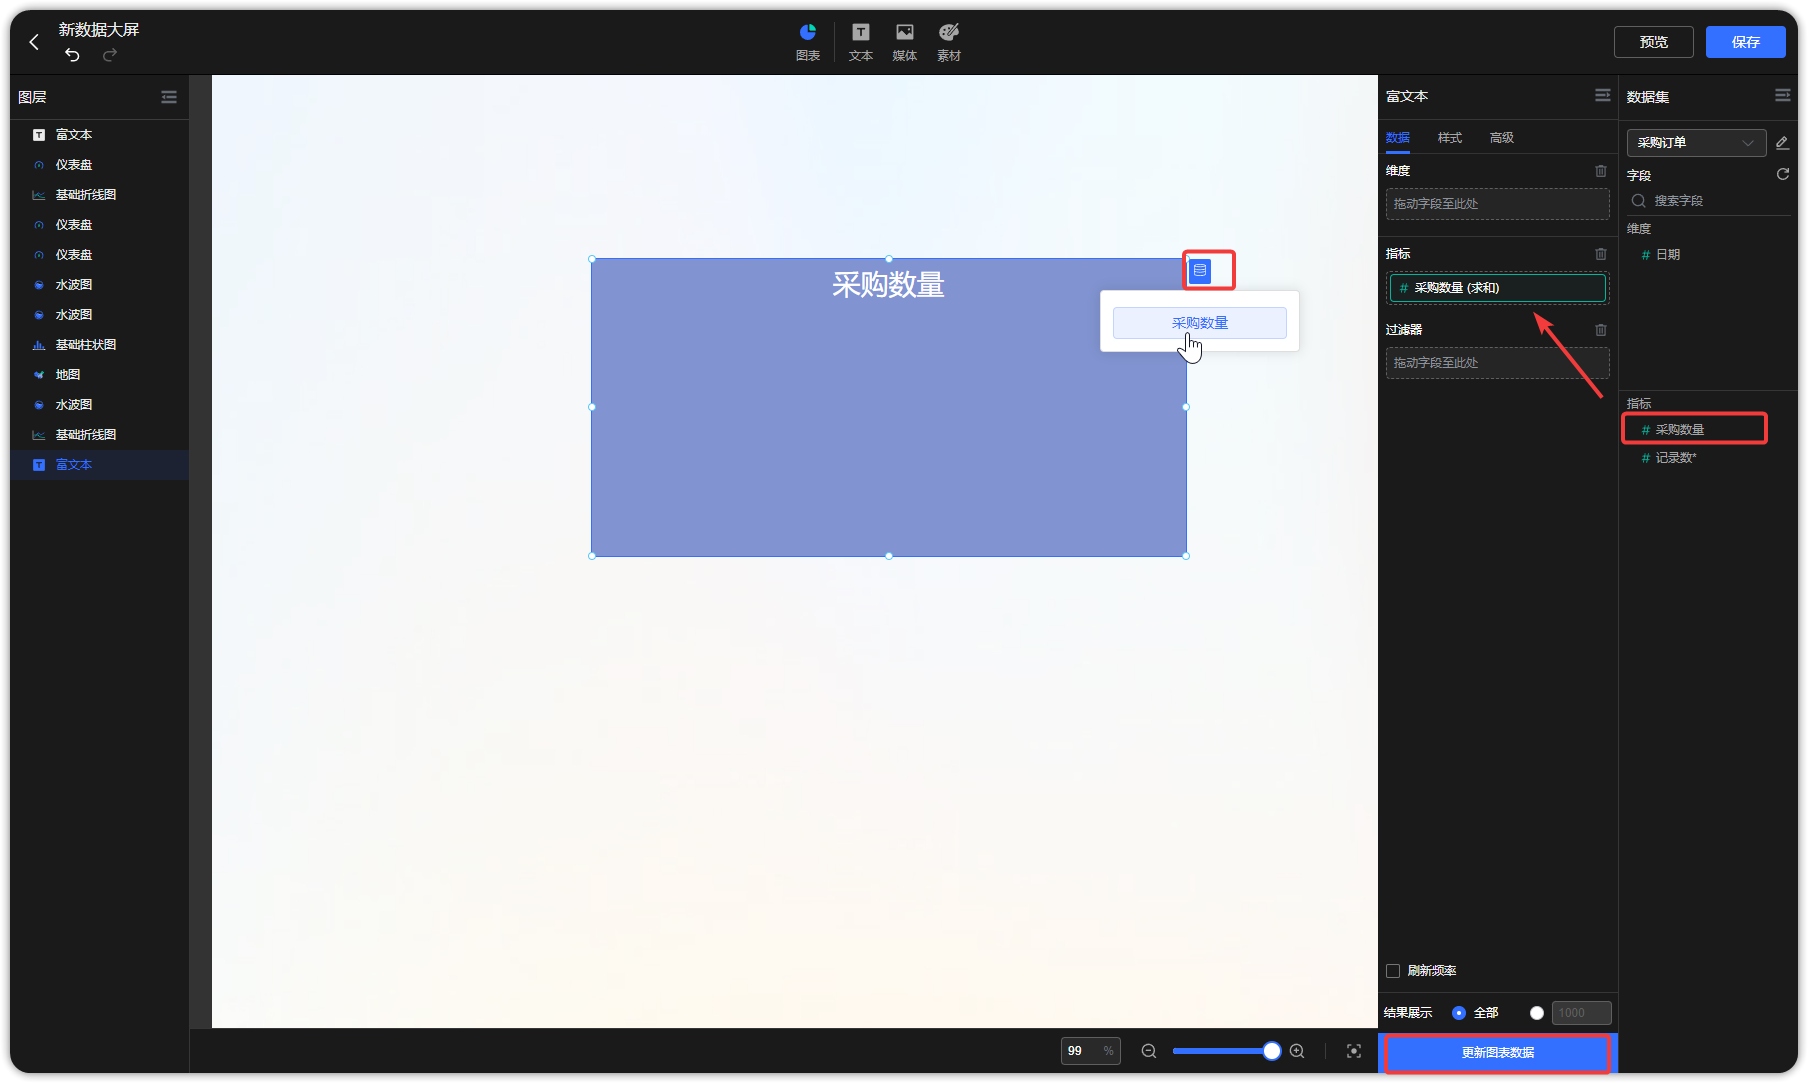 新数据大屏
图表
文本
媒体
素材
预览
保存
图层
富文本
仪表盘
基础折线图
仪表盘
仪表盘
水波图
水波图
基础柱状图
地图
水波图
基础折线图
富文本
采购数量
采购数量
99 %
富文本
数据 样式 高级
维度
拖动字段至此处
指标
# 采购数量 (求和)
过滤器
拖动字段至此处
刷新频率
结果展示 全部 1000
更新图表数据
数据集
采购订单
字段
搜索字段
维度
# 日期
指标
# 采购数量
# 记录数*